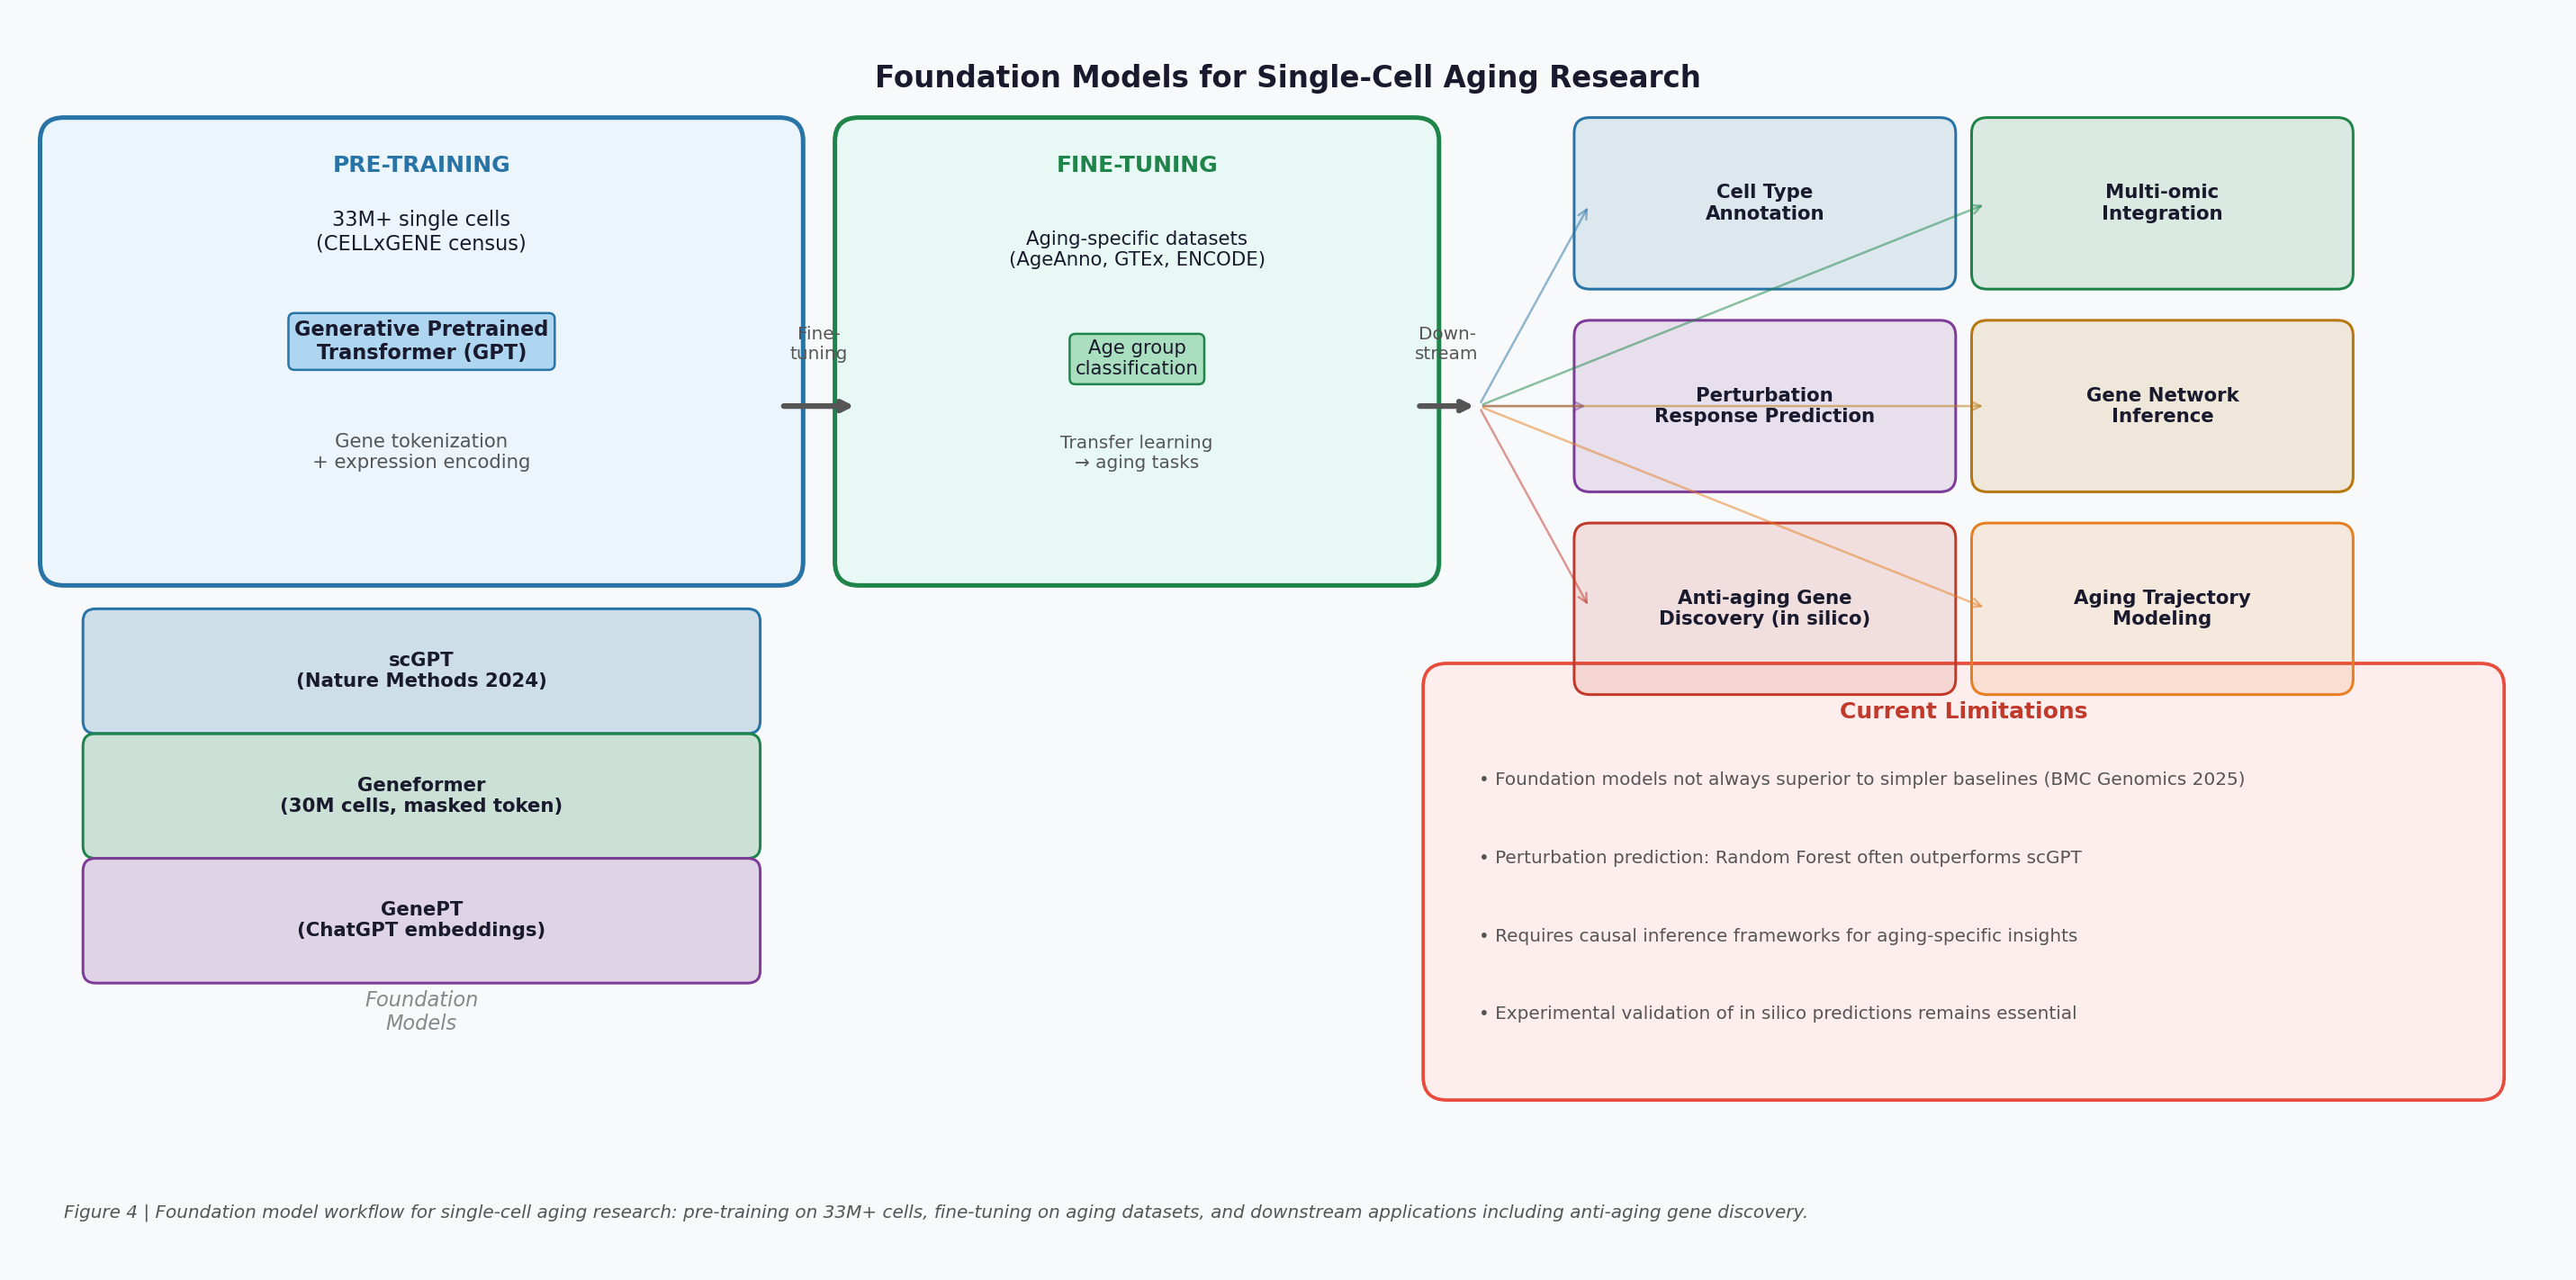 Foundation Models for Single-Cell Aging Research
PRE-TRAINING
33M+ single cells
(CELLxGENE census)
Generative Pretrained
Transformer (GPT)
Gene tokenization
+ expression encoding
Fine-
tuning
FINE-TUNING
Aging-specific datasets
(AgeAnno, GTEx, ENCODE)
Age group
classification
Transfer learning
→ aging tasks
Down-
stream
Cell Type
Annotation
Multi-omic
Integration
Perturbation
Response Prediction
Gene Network
Inference
Anti-aging Gene
Discovery (in silico)
Aging Trajectory
Modeling
scGPT
(Nature Methods 2024)
Geneformer
(30M cells, masked token)
GenePT
(ChatGPT embeddings)
Foundation
Models
Current Limitations
• Foundation models not always superior to simpler baselines (BMC Genomics 2025)
• Perturbation prediction: Random Forest often outperforms scGPT
• Requires causal inference frameworks for aging-specific insights
• Experimental validation of in silico predictions remains essential
Figure 4 | Foundation model workflow for single-cell aging research: pre-training on 33M+ cells, fine-tuning on aging datasets, and downstream applications including anti-aging gene discovery.